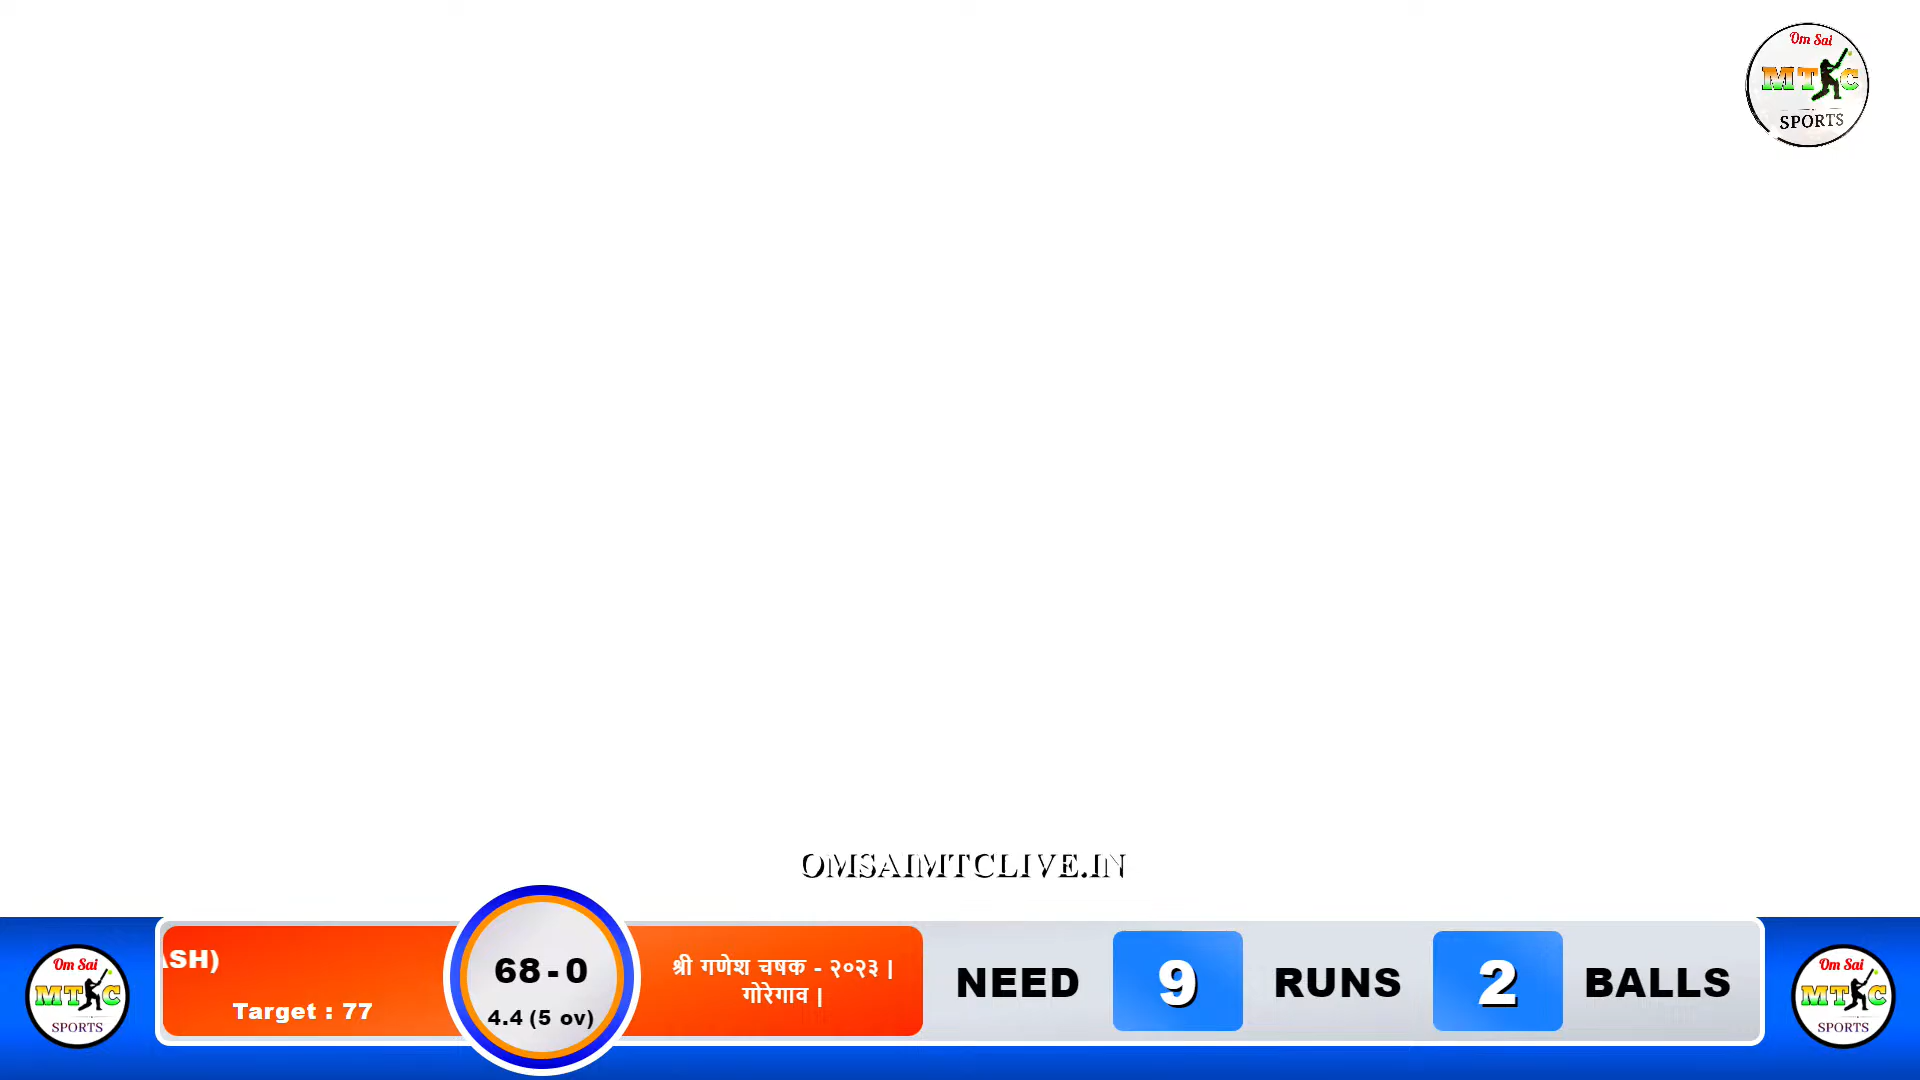 Om Sai
MTC
SPORTS
OMSAIMTCLIVE.IN
Om Sai
MTC
SPORTS
Target : 77
68-0
4.4 (5 ov)
श्री गणेश चषक - २०२३ |
गोरेगाव |
NEED 9 RUNS 2 BALLS
Om Sai
MTC
SPORTS